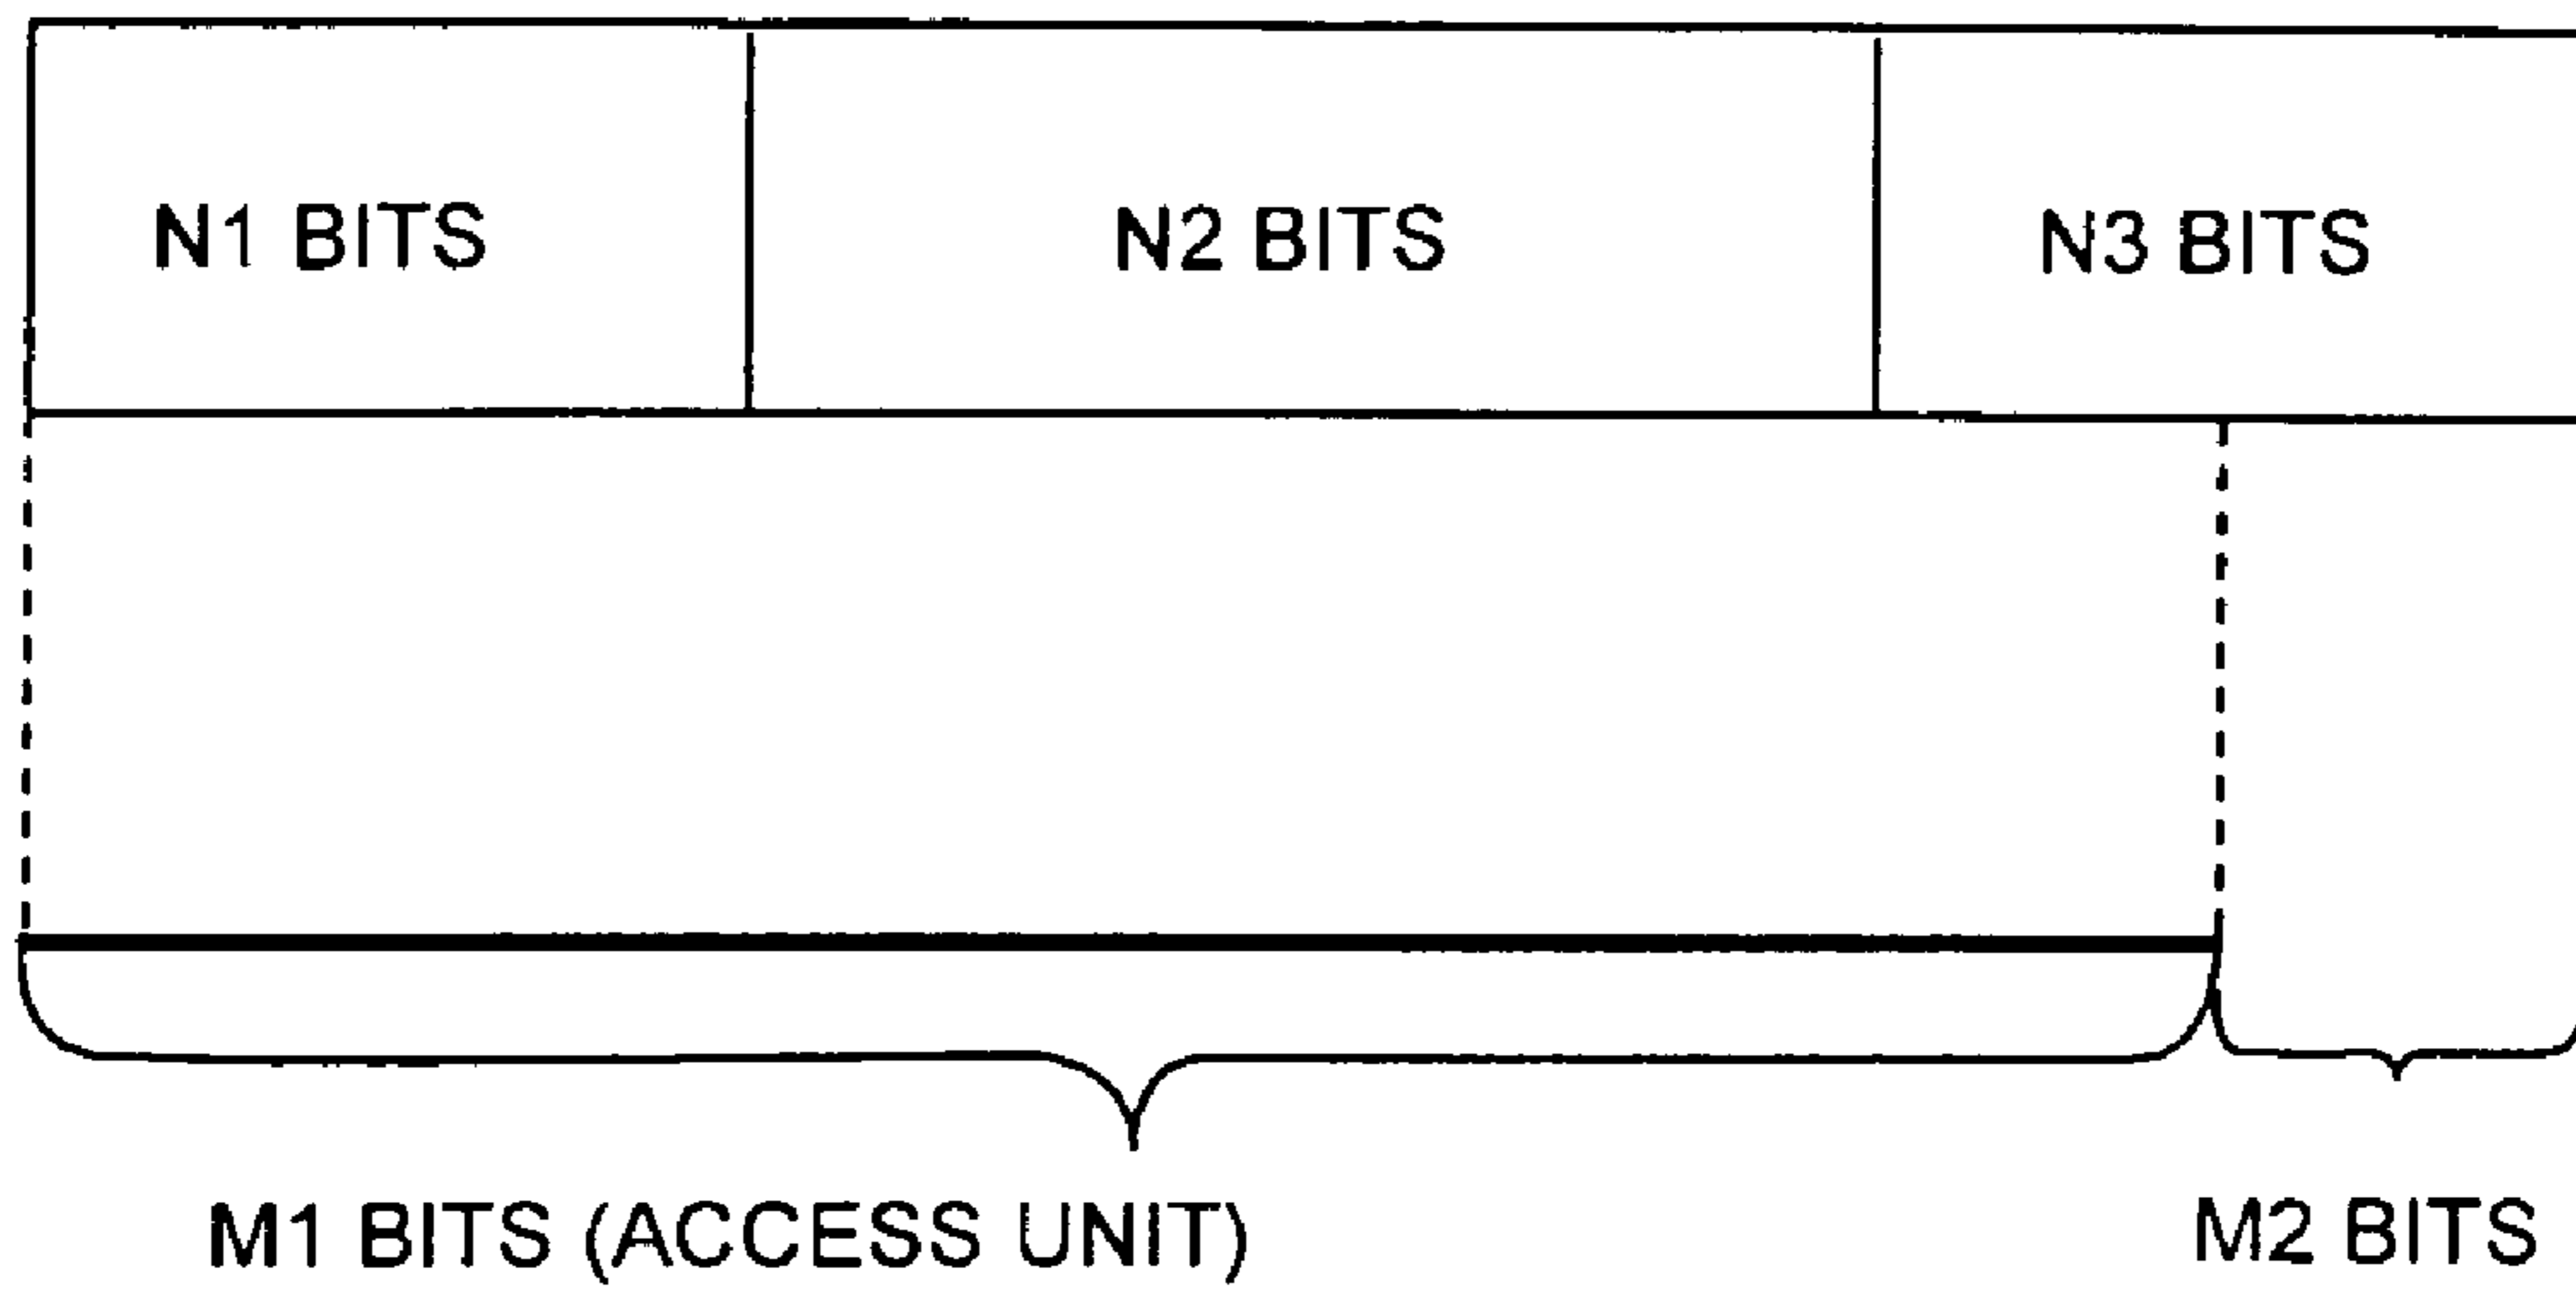 N1 BITS
N2 BITS
N3 BITS
M1 BITS (ACCESS UNIT)
M2 BITS